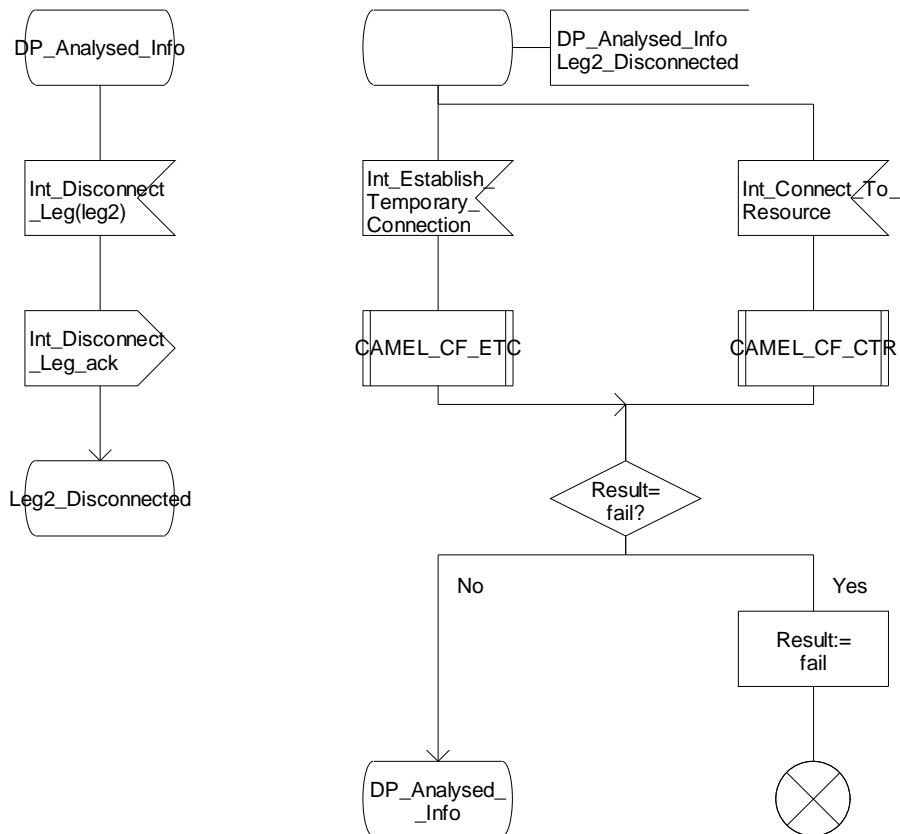 DP_Analysed_Info
Int_Disconnect
_Leg(leg2)
Int_Disconnect
_Leg_ack
Leg2_Disconnected
DP_Analysed_Info
Leg2_Disconnected
Int_Establish_
Temporary_
Connection
Int_Connect_To_
Resource
CAMEL_CF_ETC
CAMEL_CF_CTR
Result=
fail?
No
Yes
Result:=
fail
DP_Analysed_
_Info